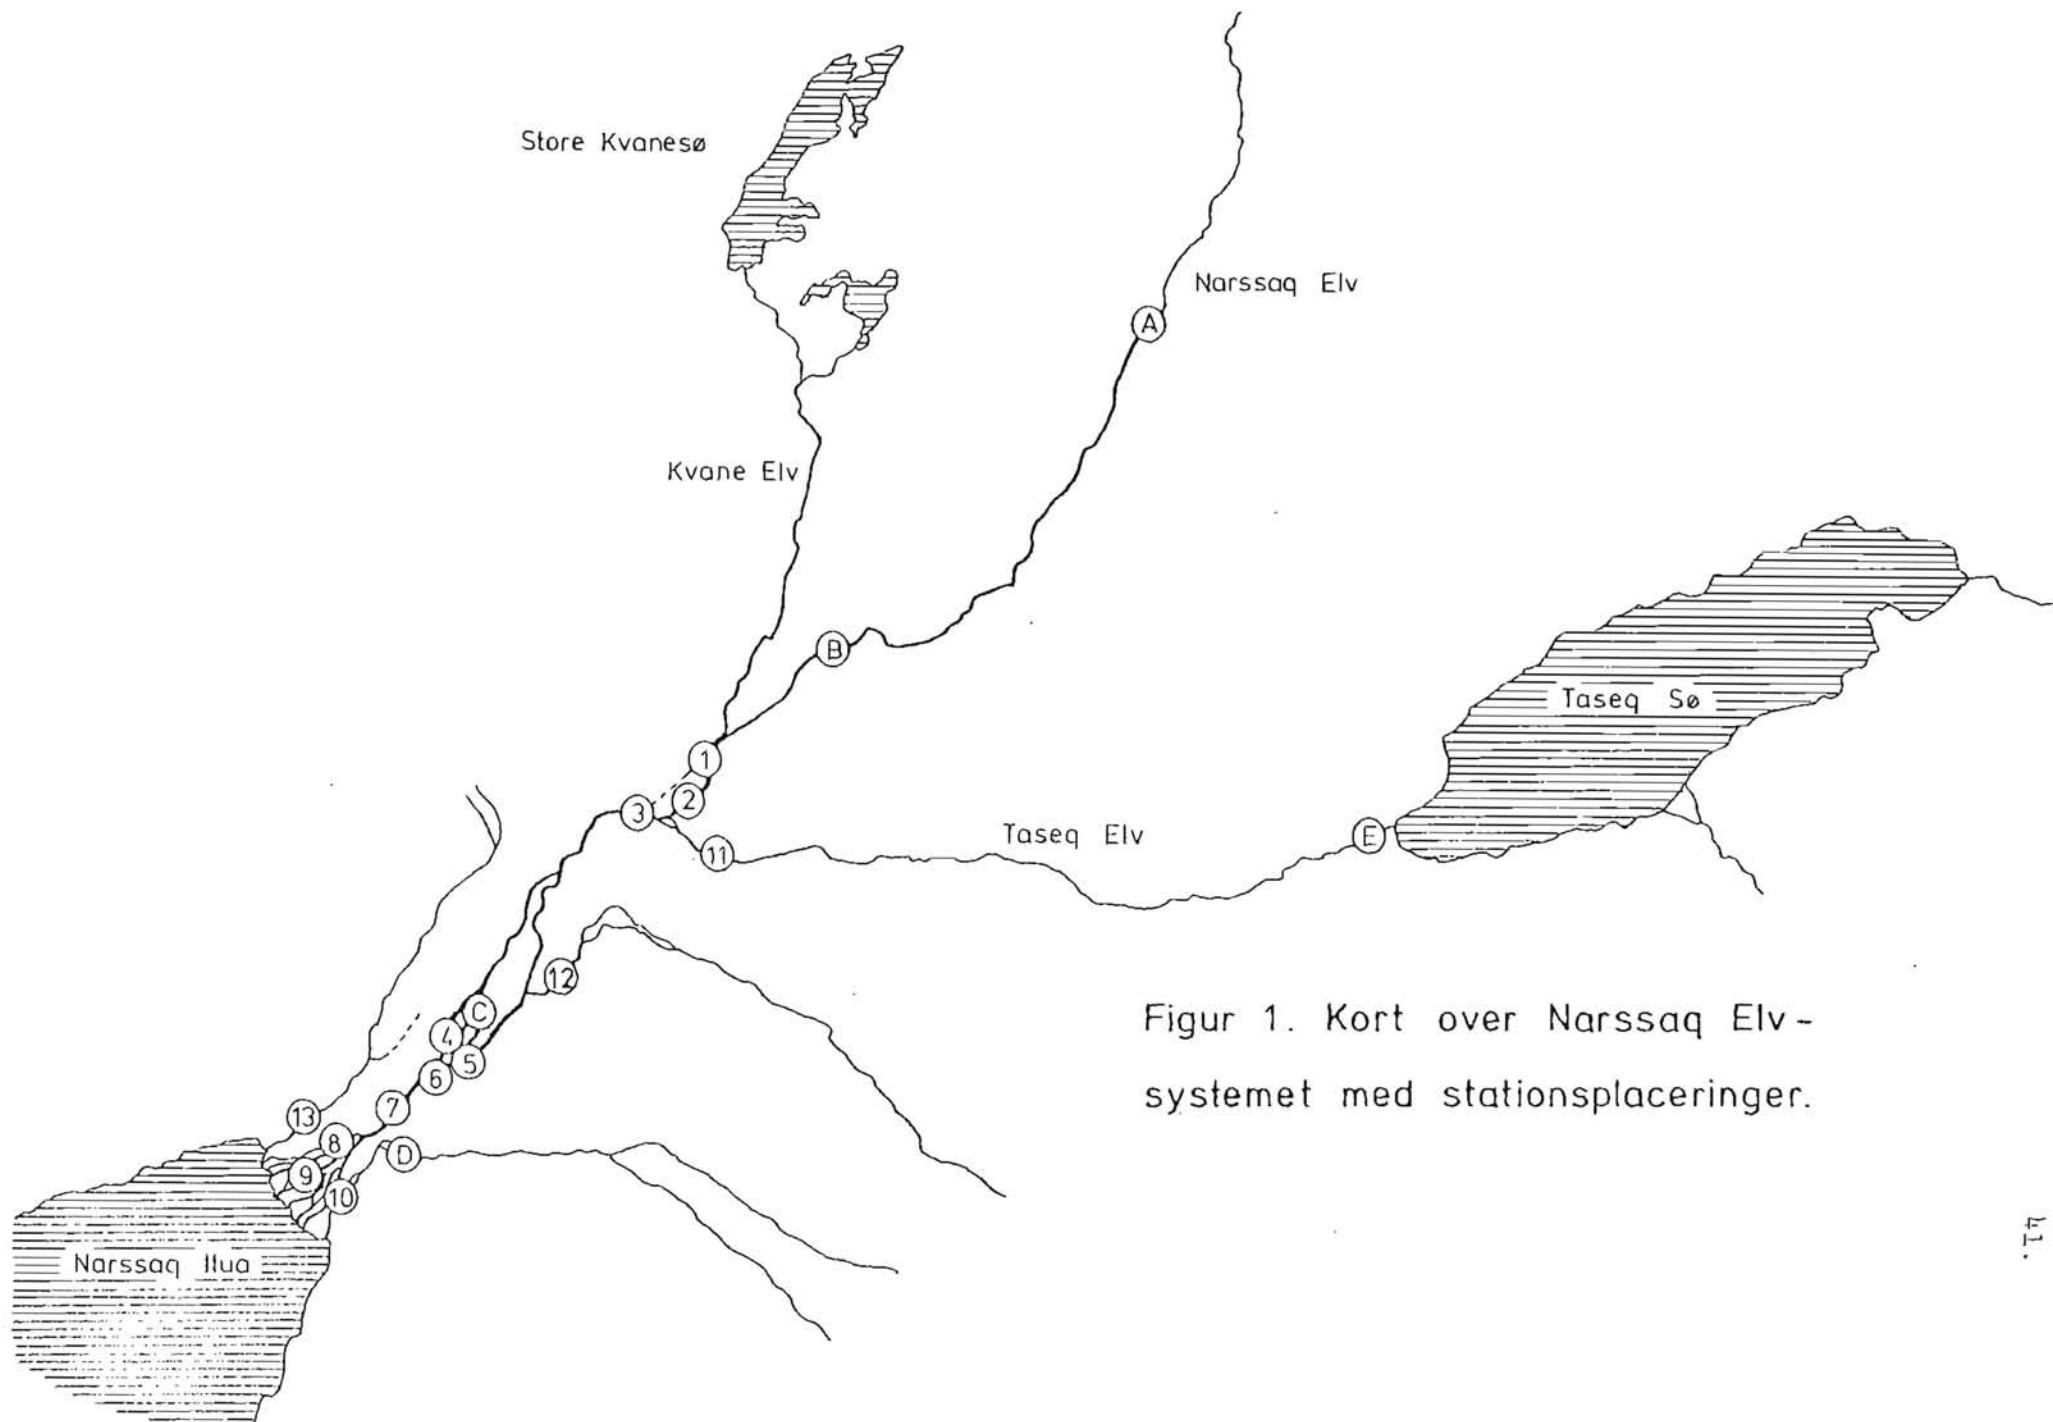 Store Kvanesø
Narssaq Elv
A
Kvane Elv
B
Taseq Sø
1
2
3
Taseq Elv
E
11
12
C
4
5
6
7
13
8
D
9
10
Figur 1. Kort over Narssaq Elv-
systemet med stationsplaceringer.
Narssaq Ilua
41.